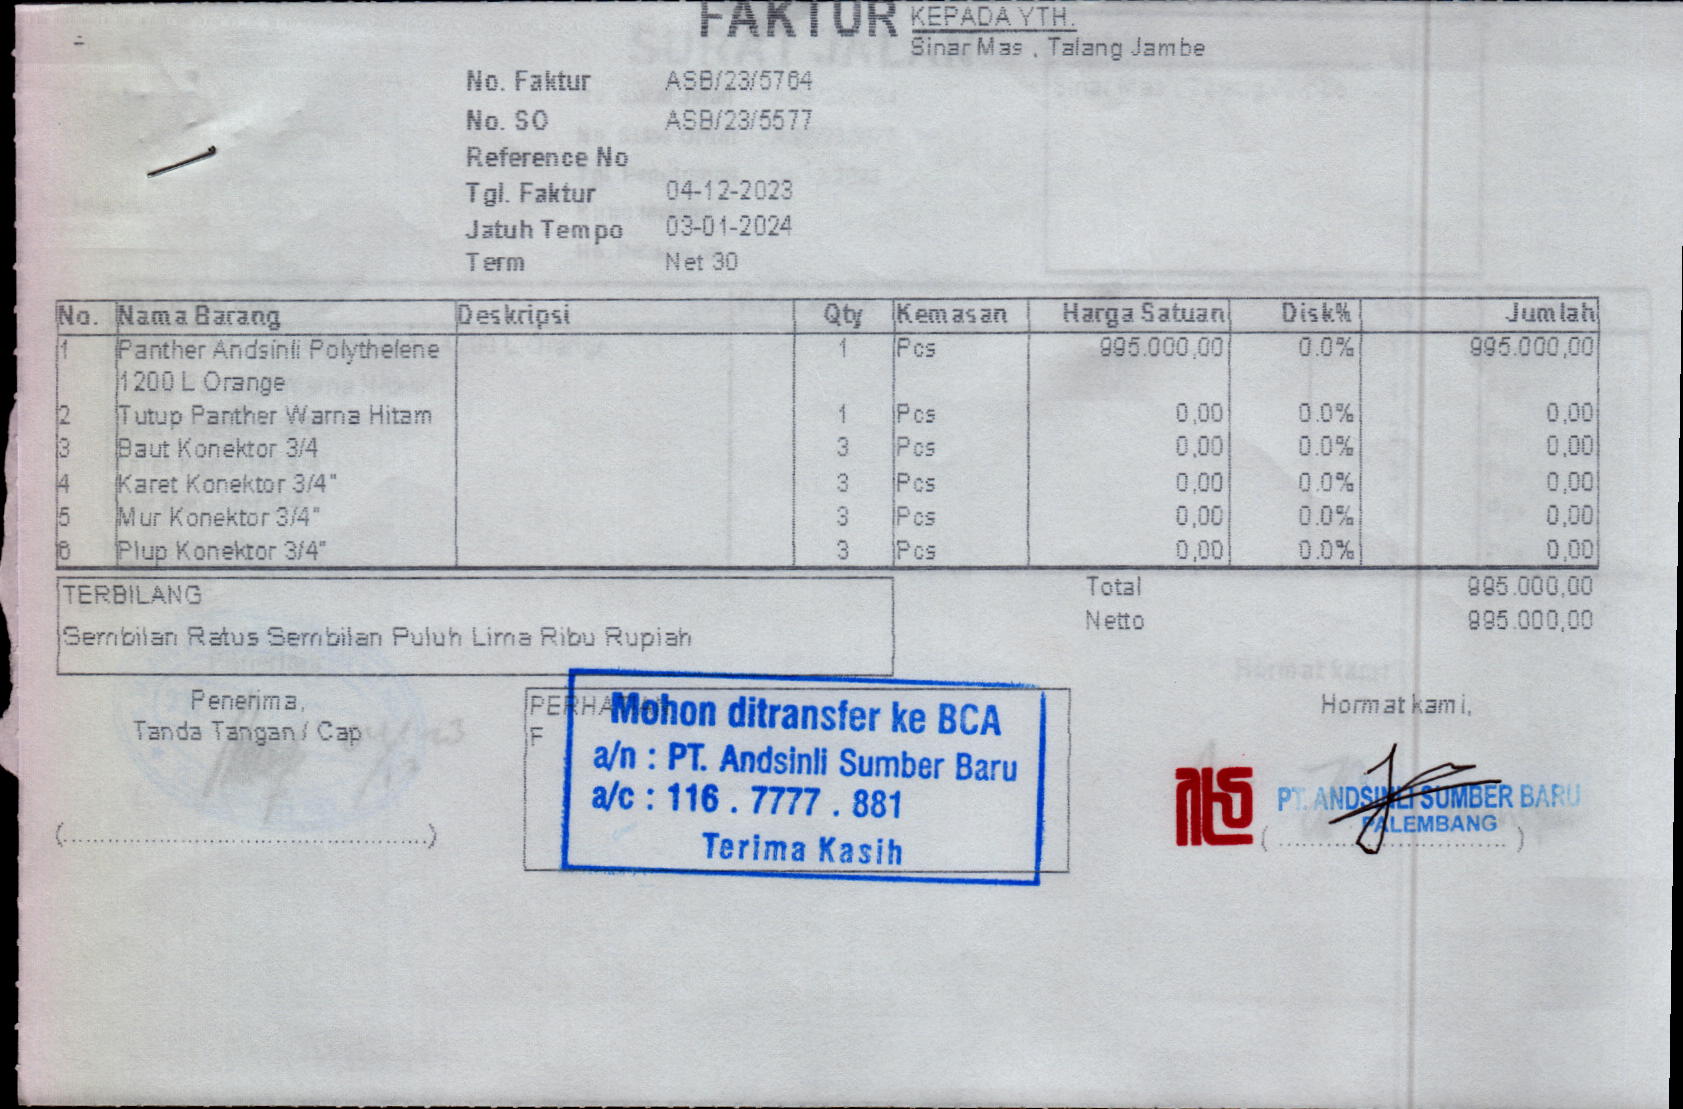 FAKTUR
KEPADA YTH.
Sinar Mas . Talang Jambe
No. Faktur ASB/23/5764
No. SO ASB/23/5577
Reference No
Tgl. Faktur 04-12-2023
Jatuh Tempo 03-01-2024
Term Net 30
No. Nama Barang Deskripsi Qty Kemasan Harga Satuan Disk% Jumlah
1 Panther Andsinli Polythelene 1 Pcs 995.000,00 0.0% 995.000,00
1200 L Orange
2 Tutup Panther Warna Hitam 1 Pcs 0,00 0.0% 0,00
3 Baut Konektor 3/4 3 Pcs 0,00 0.0% 0,00
4 Karet Konektor 3/4" 3 Pcs 0,00 0.0% 0,00
5 Mur Konektor 3/4" 3 Pcs 0,00 0.0% 0,00
6 Plup Konektor 3/4" 3 Pcs 0,00 0.0% 0,00
TERBILANG
Sembilan Ratus Sembilan Puluh Lima Ribu Rupiah
Total 995.000,00
Netto 995.000,00
Penerima,
Tanda Tangan / Cap
(..............................................)
F
Mohon ditransfer ke BCA
a/n : PT. Andsinli Sumber Baru
a/c : 116 . 7777 . 881
Terima Kasih
Hormat kami,
PT. ANDSINLI SUMBER BARU
PALEMBANG
( .............................. )